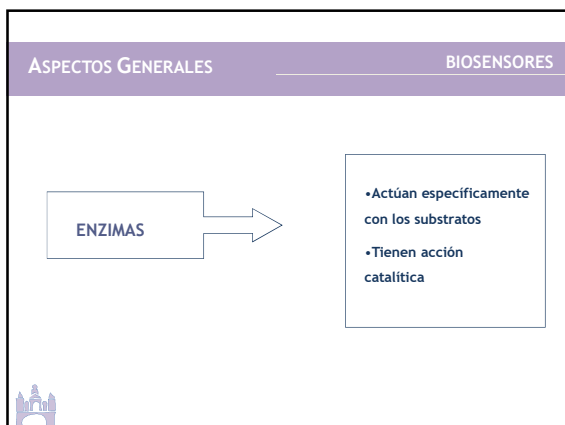 ASPECTOS GENERALES
BIOSENSORES
ENZIMAS
•Actúan específicamente
con los substratos
•Tienen acción
catalítica